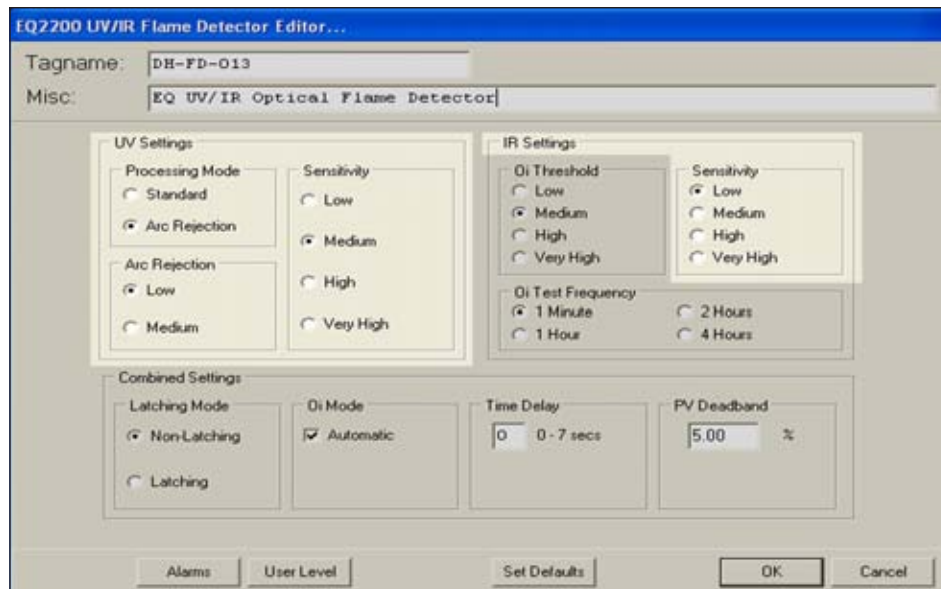 EQ2200 UV/IR Flame Detector Editor...
Tagname: DH-FD-013
Misc: EQ UV/IR Optical Flame Detector
UV Settings
Processing Mode
Standard
Arc Rejection
Arc Rejection
Low
Medium
Sensitivity
Low
Medium
High
Very High
IR Settings
Oi Threshold
Low
Medium
High
Very High
Sensitivity
Low
Medium
High
Very High
Oi Test Frequency
1 Minute 2 Hours
1 Hour 4 Hours
Combined Settings
Latching Mode
Non-Latching
Latching
Oi Mode
Automatic
Time Delay
0 0 - 7 secs
PV Deadband
5.00 %
Alarms User Level Set Defaults OK Cancel